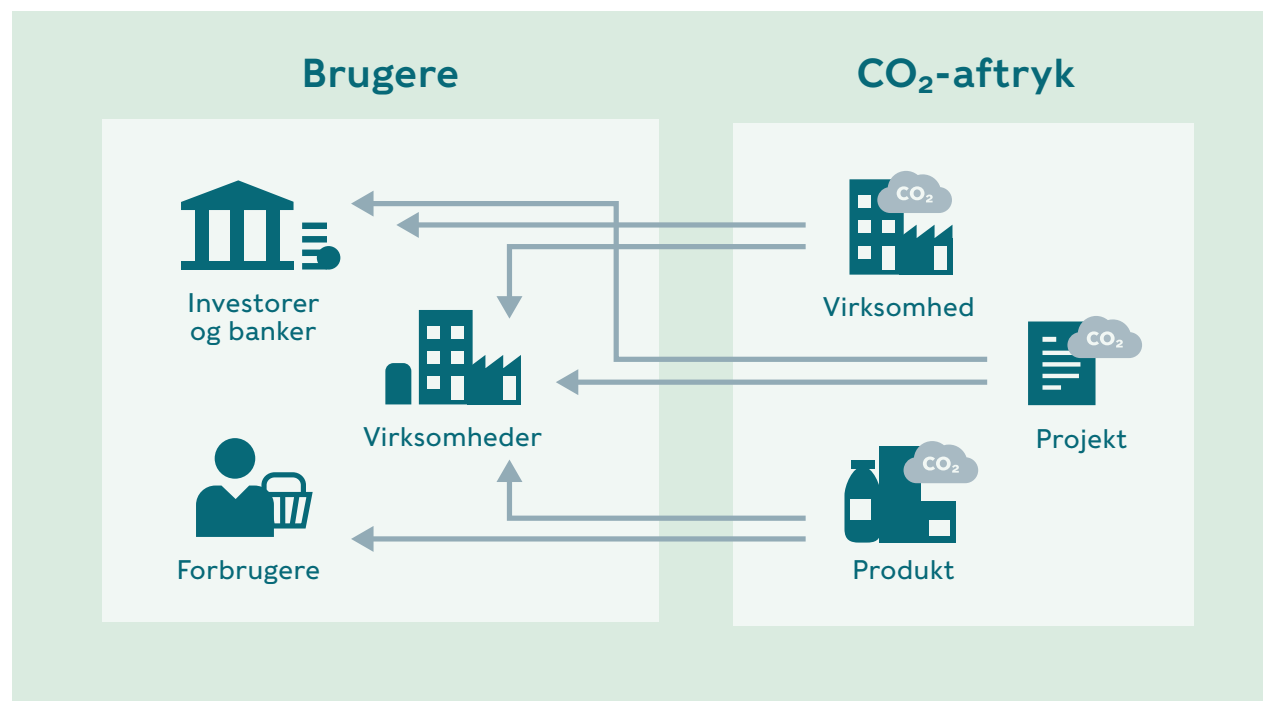 Brugere
CO₂-aftryk
Investorer
og banker
Virksomheder
Forbrugere
CO₂
Virksomhed
CO₂
Projekt
CO₂
Produkt